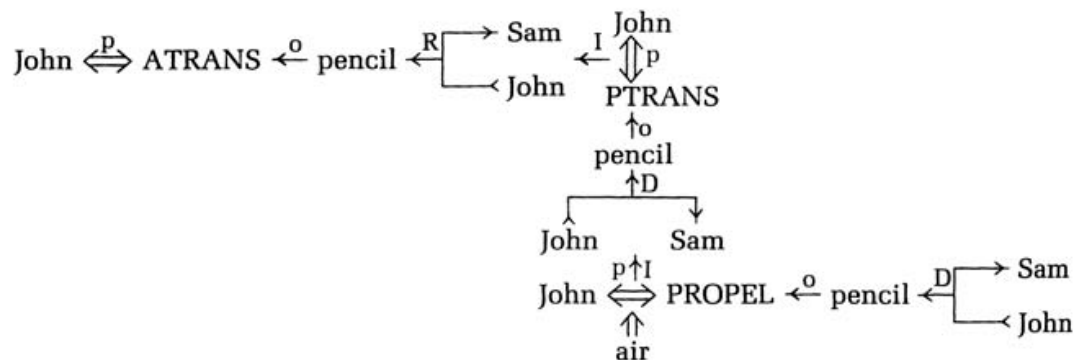 John p ATRANS o pencil R Sam I John
John p
PTRANS
o
pencil
D
John Sam
p I
John PROPEL o pencil D Sam
John
air